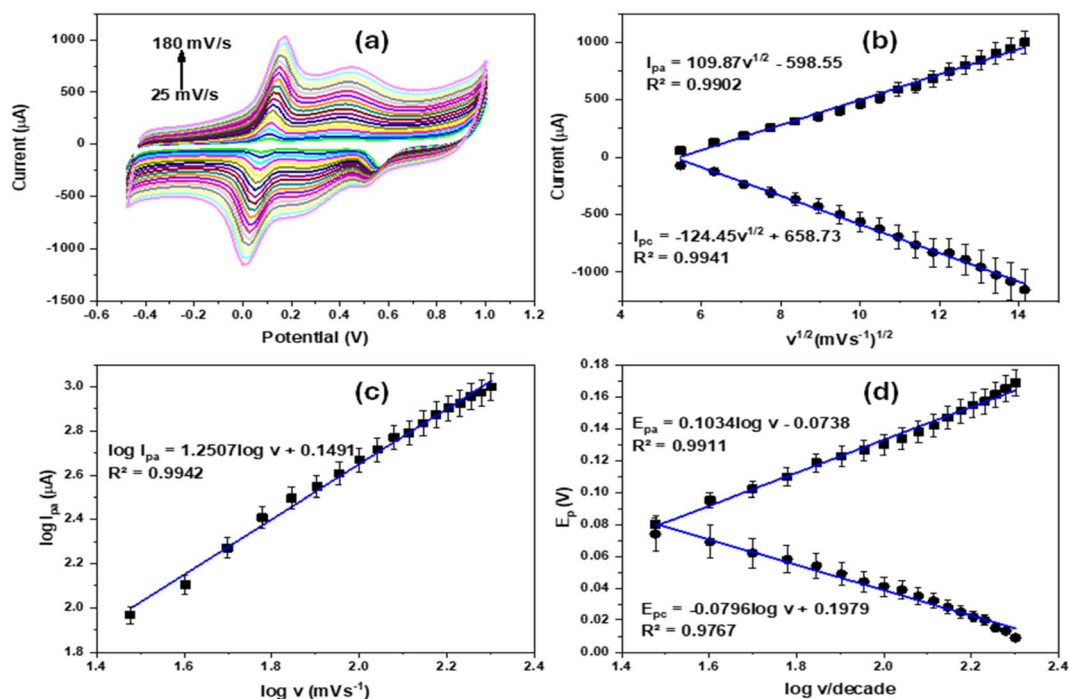 (a)
180 mV/s
25 mV/s
1000
500
0
-500
-1000
-1500
-0.6 -0.4 -0.2 0.0 0.2 0.4 0.6 0.8 1.0 1.2
Current (µA)
Potential (V)
(b)
Ipa = 109.87v1/2 - 598.55
R² = 0.9902
Ipc = -124.45v1/2 + 658.73
R² = 0.9941
1000
500
0
-500
-1000
4 6 8 10 12 14
Current (µA)
v1/2(mVs-1)1/2
(c)
log Ipa = 1.2507log v + 0.1491
R² = 0.9942
3.0
2.8
2.6
2.4
2.2
2.0
1.8
1.4 1.6 1.8 2.0 2.2 2.4
log Ipa (µA)
log v (mVs-1)
(d)
Epa = 0.1034log v - 0.0738
R² = 0.9911
Epc = -0.0796log v + 0.1979
R² = 0.9767
0.18
0.16
0.14
0.12
0.10
0.08
0.06
0.04
0.02
0.00
1.4 1.6 1.8 2.0 2.2 2.4
Ep (V)
log v/decade